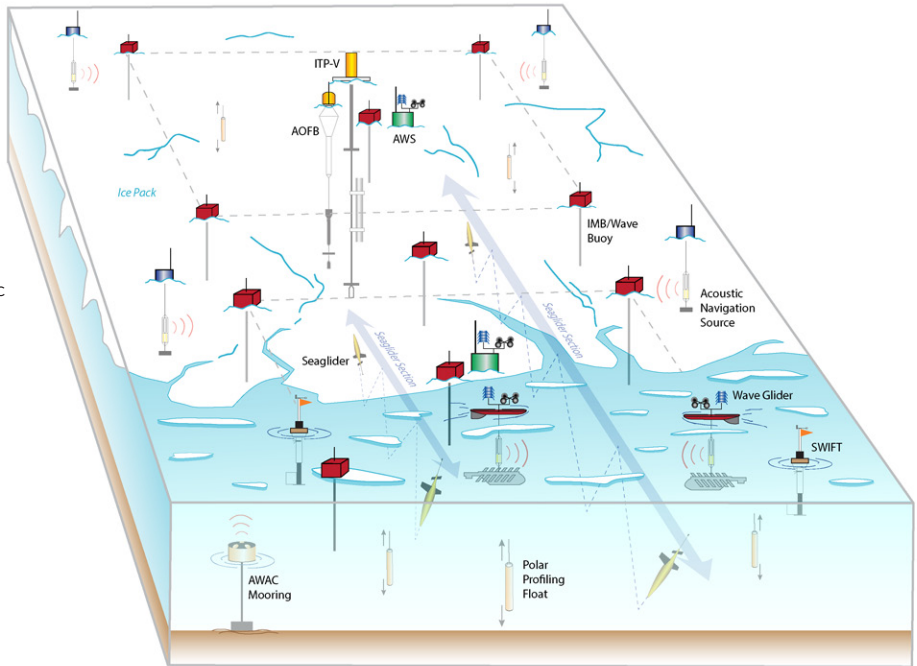 ITP-V
AOFB
AWS
Ice Pack
IMB/Wave
Buoy
C
Acoustic
Navigation
Source
Seaglider
Seaglider Section
Seaglider Section
Wave Glider
SWIFT
AWAC
Mooring
Polar
Profiling
Float